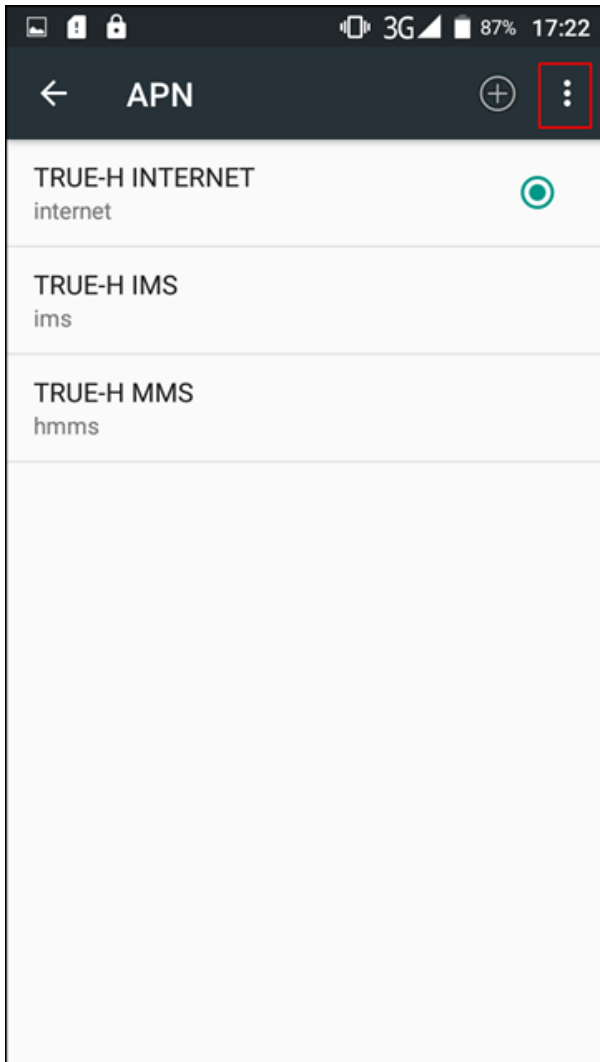 3G 87% 17:22
APN
TRUE-H INTERNET
internet
TRUE-H IMS
ims
TRUE-H MMS
hmms